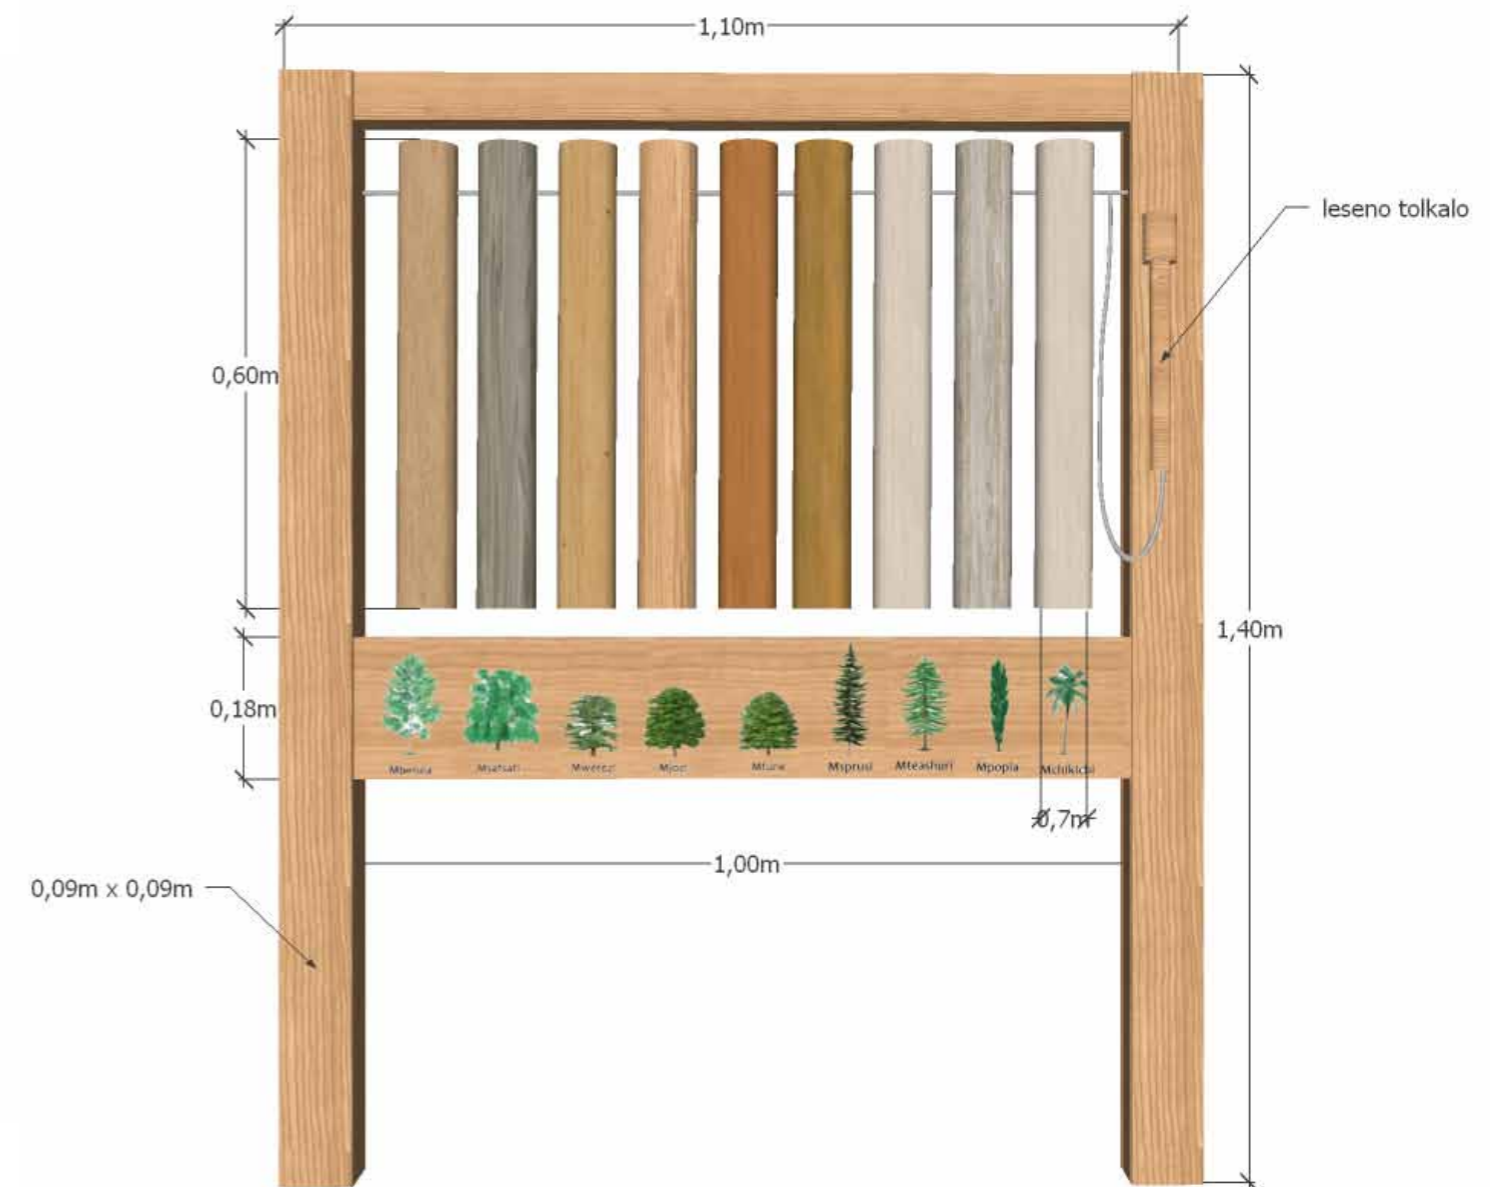 1,10m
leseno tolkalo
0,60m
1,40m
0,18m
Msprusi Mteashuri Mpopla Mchikichi
0,7m
1,00m
0,09m x 0,09m